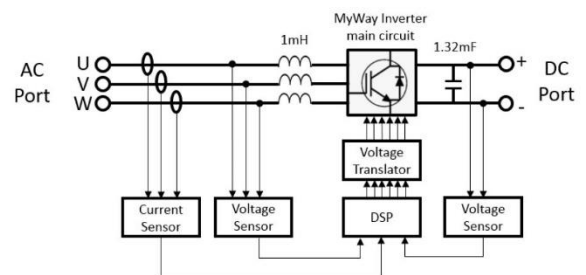 MyWay Inverter
main circuit
1mH
1.32mF
AC
Port
U
V
W
+
-
DC
Port
Voltage
Translator
Current
Sensor
Voltage
Sensor
DSP
Voltage
Sensor